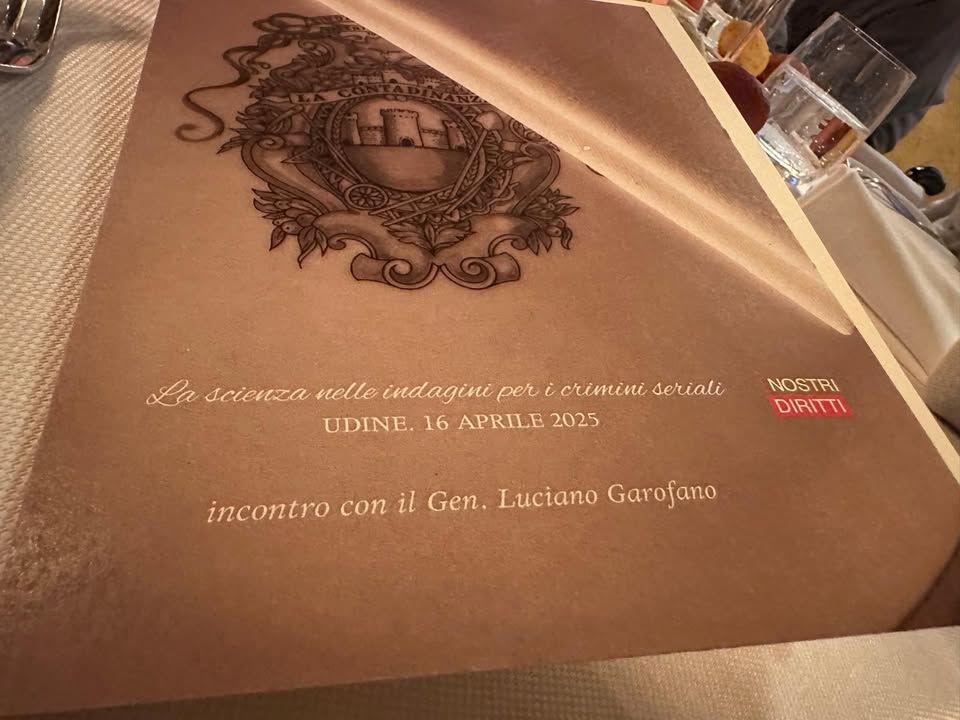 LA CONTADINANZA
La scienza nelle indagini per i crimini seriali
UDINE. 16 APRILE 2025
NOSTRI
DIRITTI
incontro con il Gen. Luciano Garofano